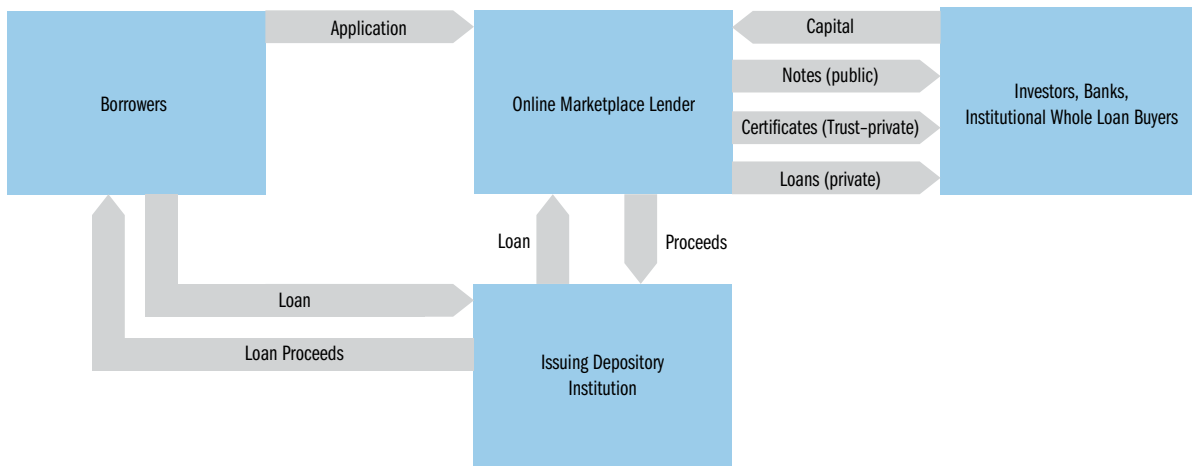 Application
Capital
Borrowers
Online Marketplace Lender
Notes (public)
Investors, Banks,
Institutional Whole Loan Buyers
Certificates (Trust–private)
Loans (private)
Loan
Proceeds
Loan
Loan Proceeds
Issuing Depository
Institution